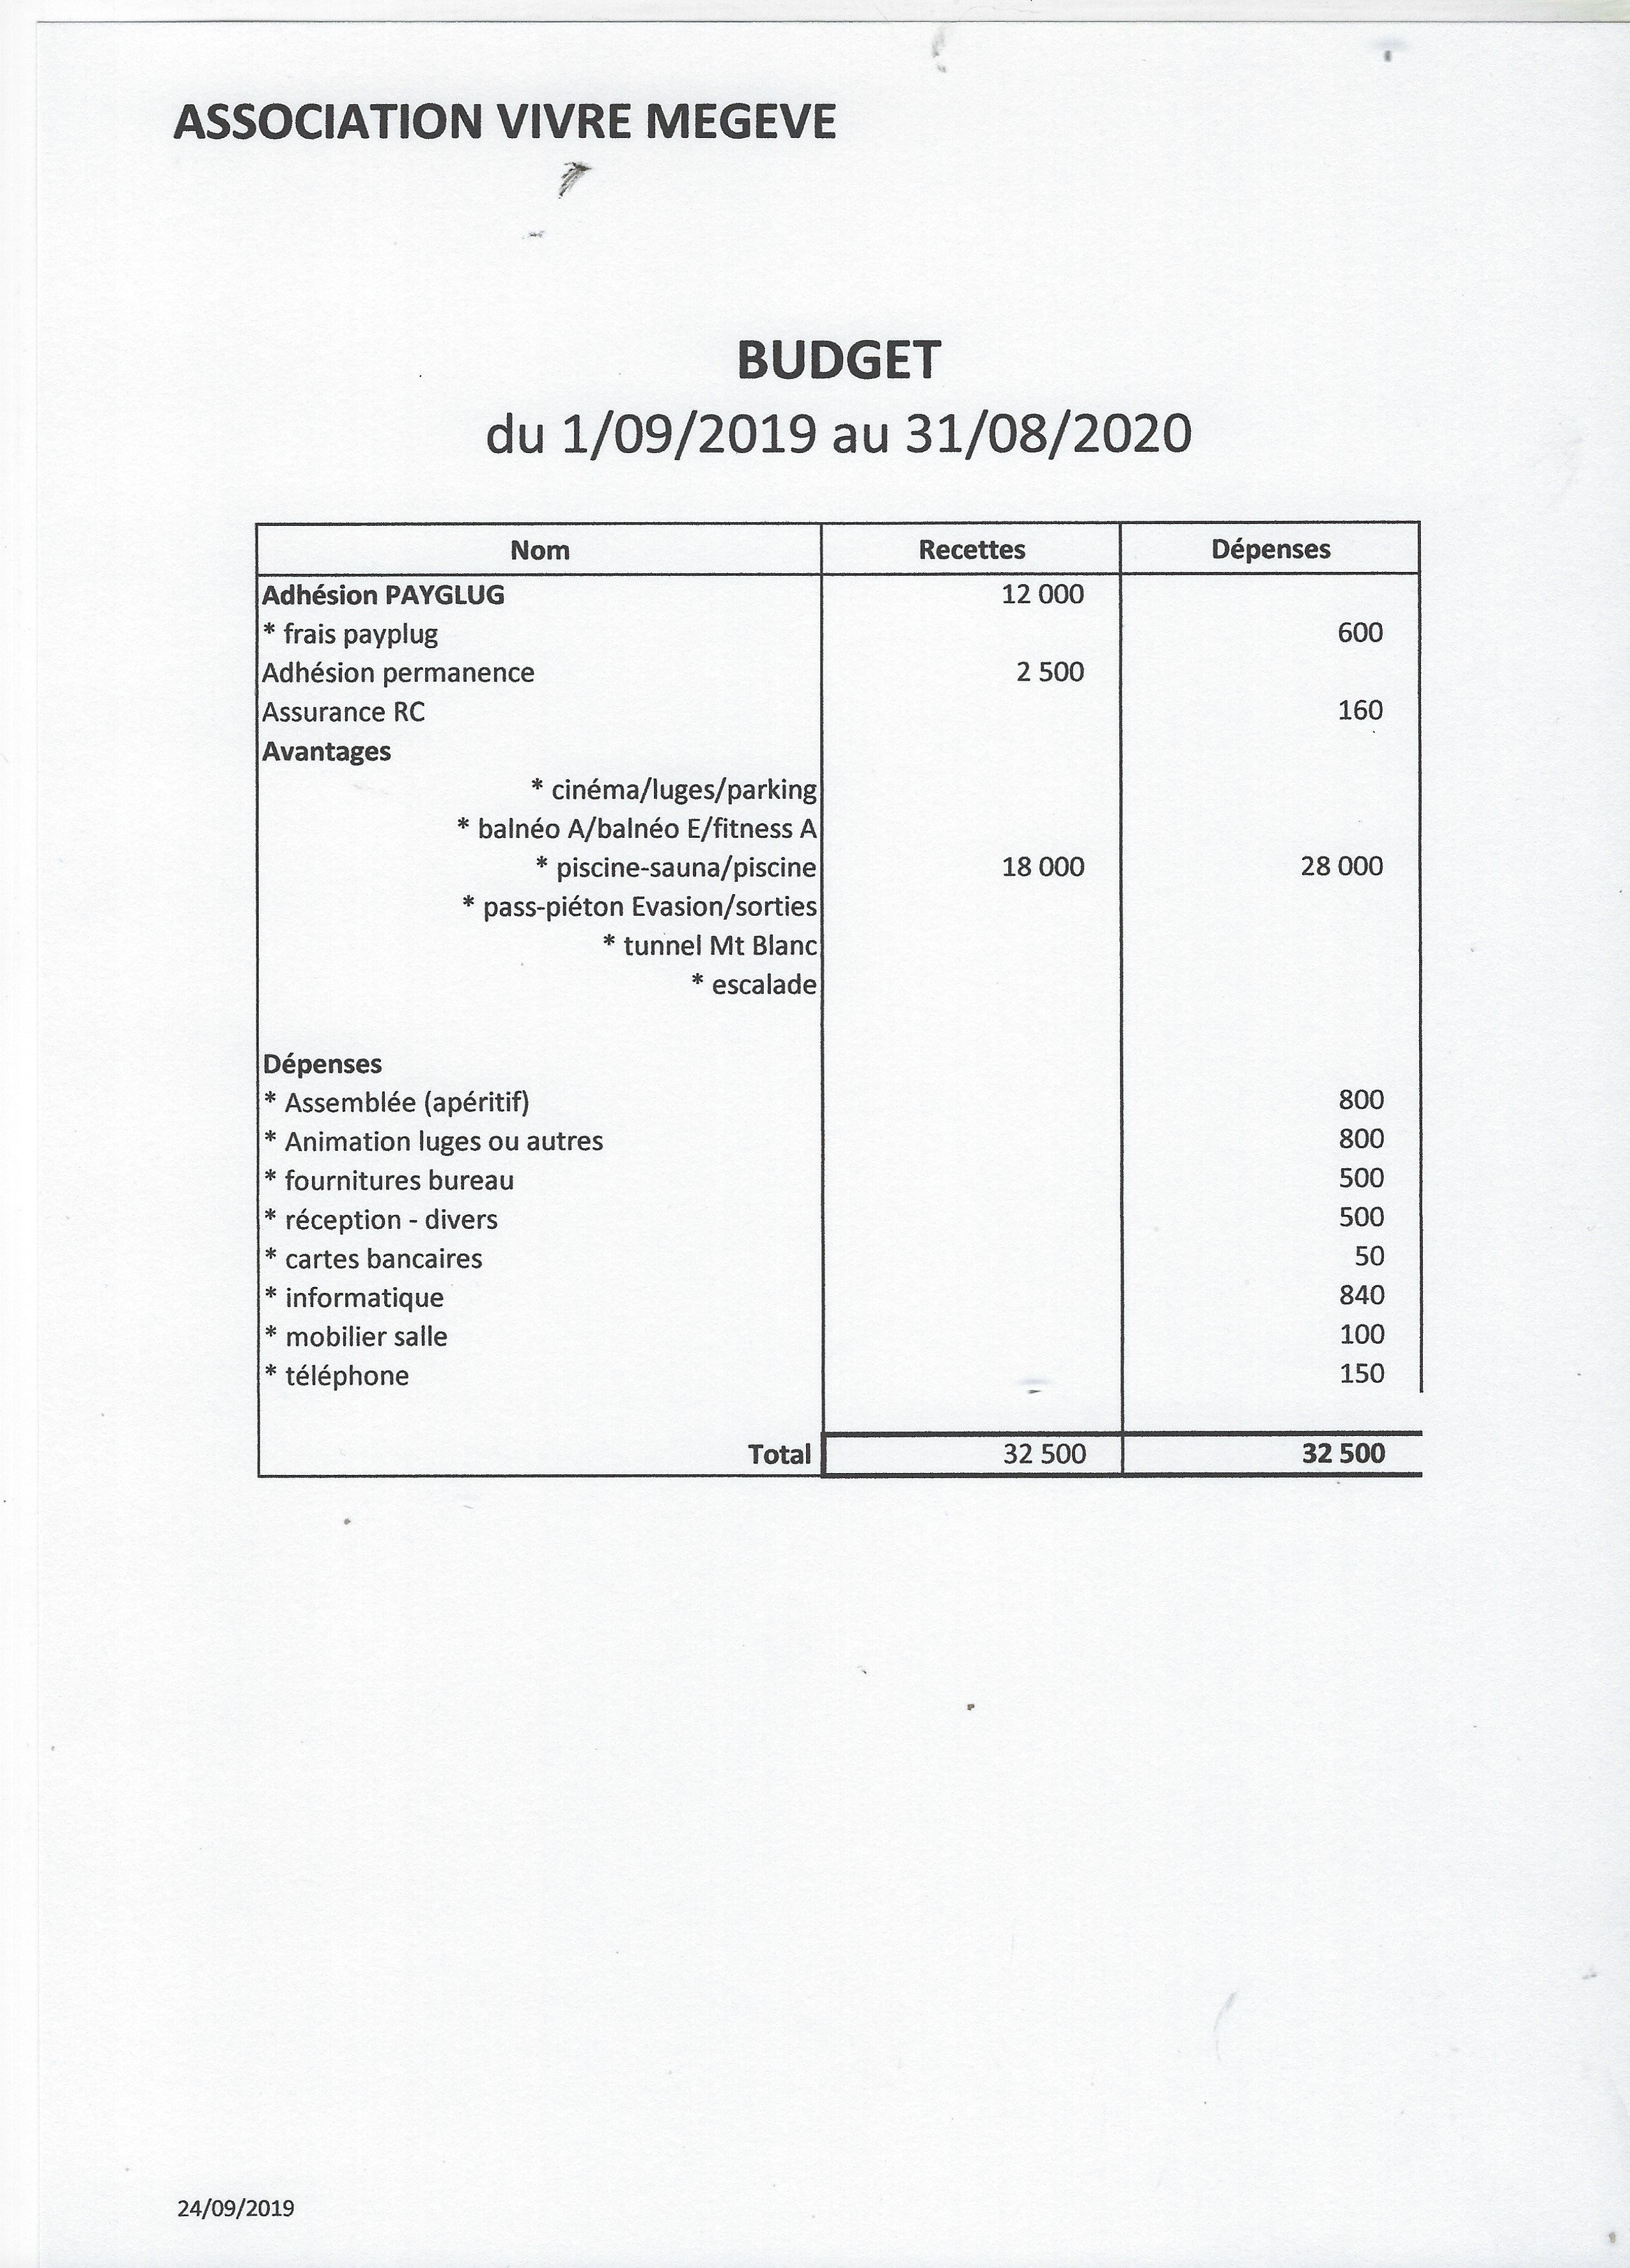 ASSOCIATION VIVRE MEGEVE
BUDGET
du 1/09/2019 au 31/08/2020
Nom Recettes Dépenses
Adhésion PAYGLUG 12 000
* frais payplug 600
Adhésion permanence 2 500
Assurance RC 160
Avantages
* cinéma/luges/parking
* balnéo A/balnéo E/fitness A
* piscine-sauna/piscine 18 000 28 000
* pass-piéton Evasion/sorties
* tunnel Mt Blanc
* escalade
Dépenses
* Assemblée (apéritif) 800
* Animation luges ou autres 800
* fournitures bureau 500
* réception - divers 500
* cartes bancaires 50
* informatique 840
* mobilier salle 100
* téléphone 150
Total 32 500 32 500
24/09/2019